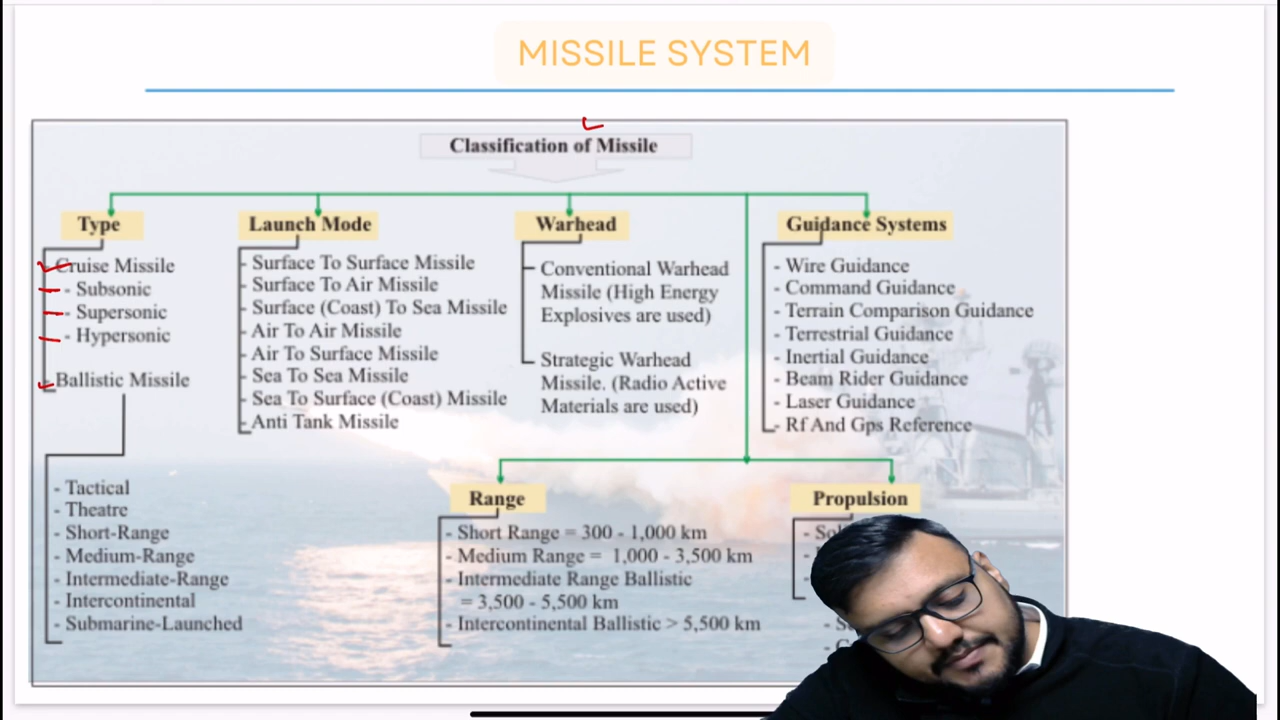 MISSILE SYSTEM
Classification of Missile
Type
Cruise Missile
- Subsonic
- Supersonic
- Hypersonic
- Ballistic Missile
- Tactical
- Theatre
- Short-Range
- Medium-Range
- Intermediate-Range
- Intercontinental
- Submarine-Launched
Launch Mode
- Surface To Surface Missile
- Surface To Air Missile
- Surface (Coast) To Sea Missile
- Air To Air Missile
- Air To Surface Missile
- Sea To Sea Missile
- Sea To Surface (Coast) Missile
- Anti Tank Missile
Warhead
Conventional Warhead
Missile (High Energy
Explosives are used)
Strategic Warhead
Missile. (Radio Active
Materials are used)
Guidance Systems
- Wire Guidance
- Command Guidance
- Terrain Comparison Guidance
- Terrestrial Guidance
- Inertial Guidance
- Beam Rider Guidance
- Laser Guidance
- Rf And Gps Reference
Range
- Short Range = 300 - 1,000 km
- Medium Range = 1,000 - 3,500 km
- Intermediate Range Ballistic
= 3,500 - 5,500 km
- Intercontinental Ballistic > 5,500 km
Propulsion